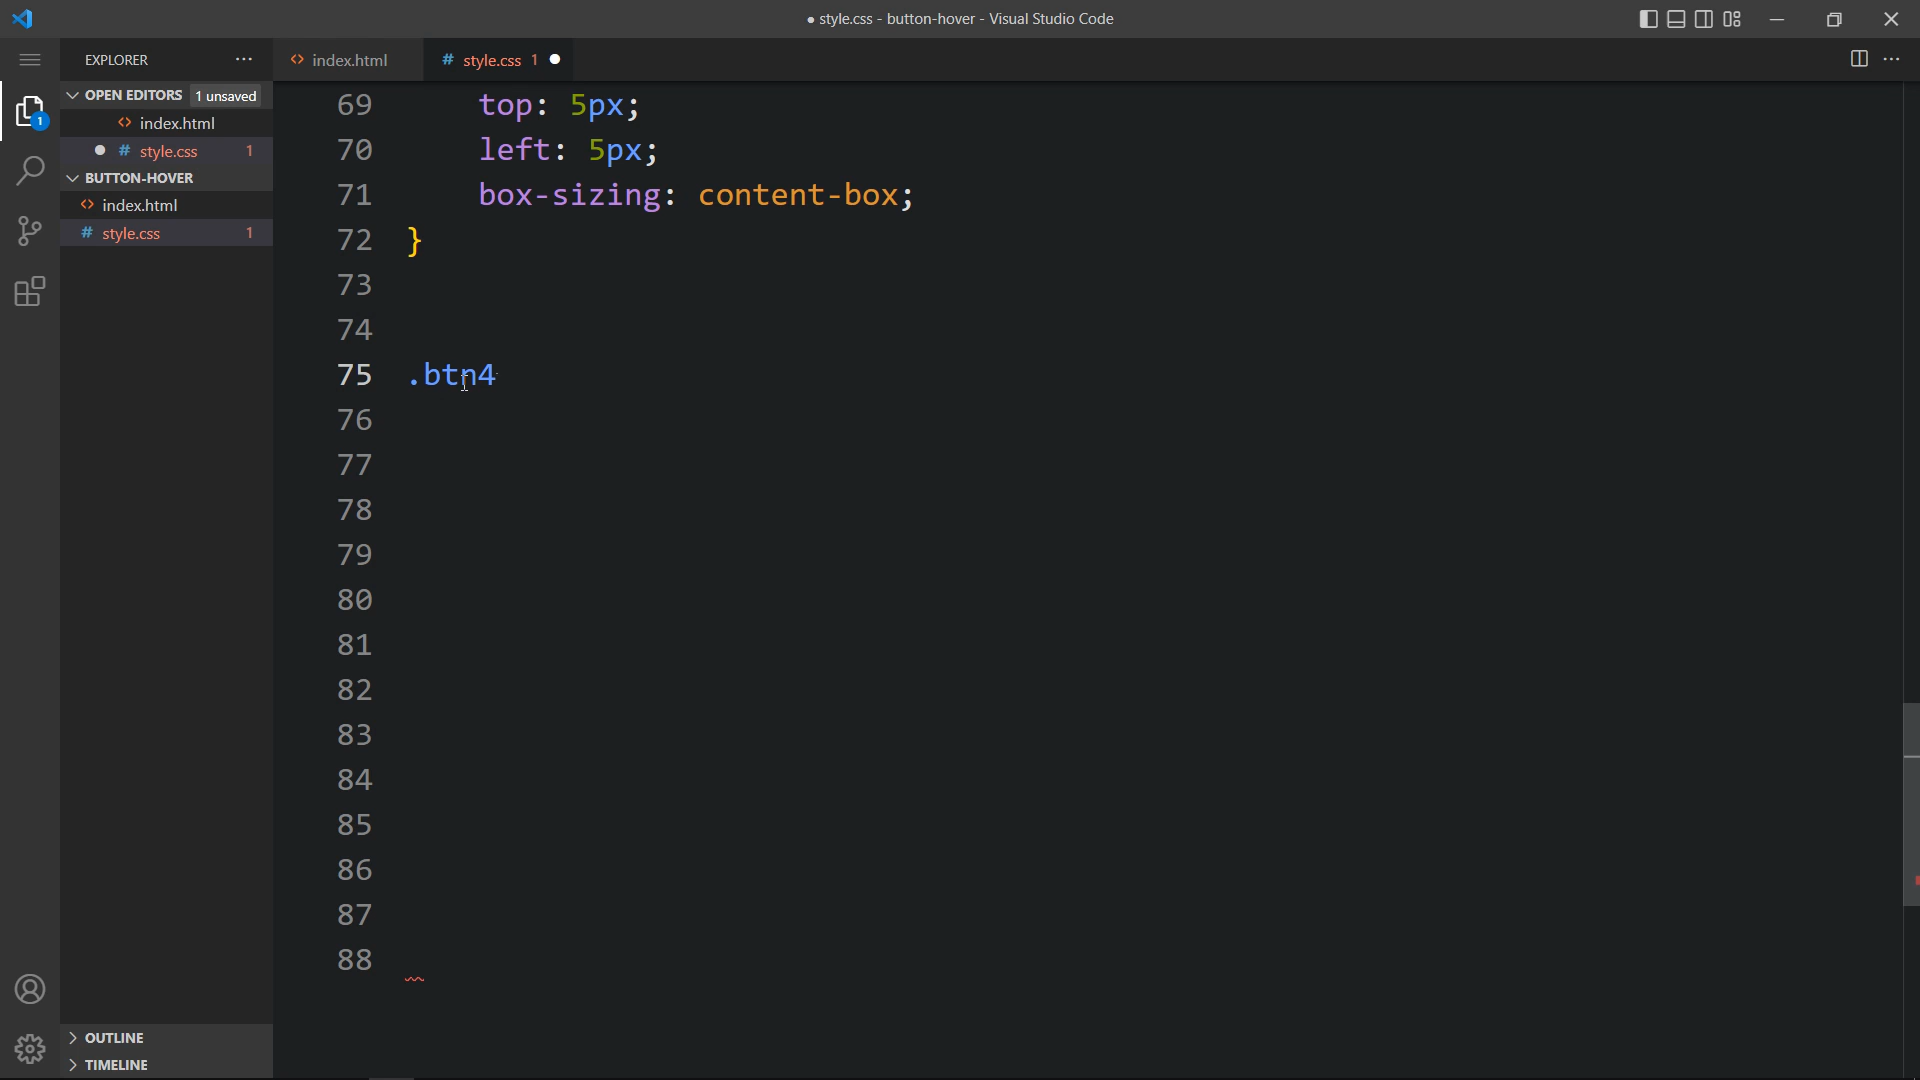 ● style.css - button-hover - Visual Studio Code
EXPLORER
index.html
# style.css 1
OPEN EDITORS 1 unsaved
index.html
# style.css 1
BUTTON-HOVER
index.html
# style.css 1
1
69 top: 5px;
70 left: 5px;
71 box-sizing: content-box;
72 }
73
74
75 .btn4
76
77
78
79
80
81
82
83
84
85
86
87
88
OUTLINE
TIMELINE